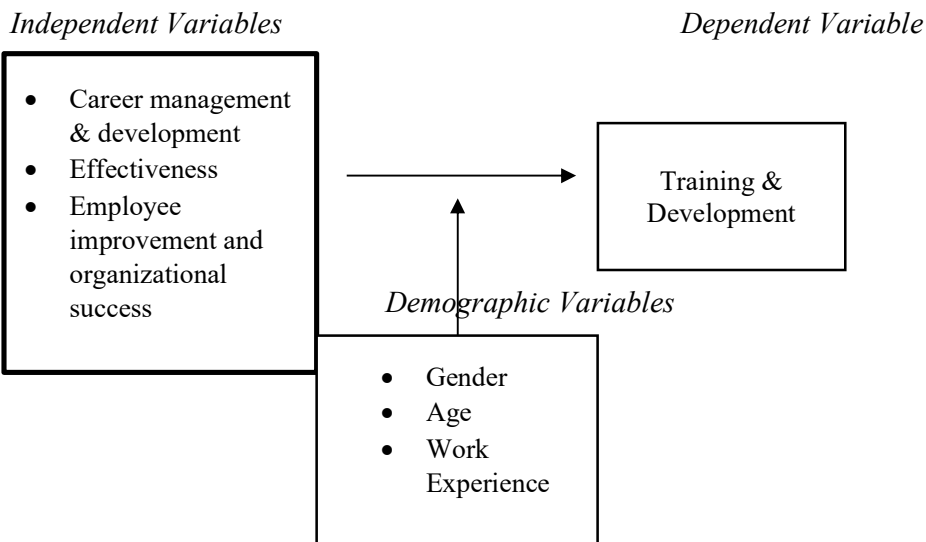 Independent Variables
Dependent Variable
• Career management
& development
• Effectiveness
• Employee
improvement and
organizational
success
Training &
Development
Demographic Variables
• Gender
• Age
• Work
Experience